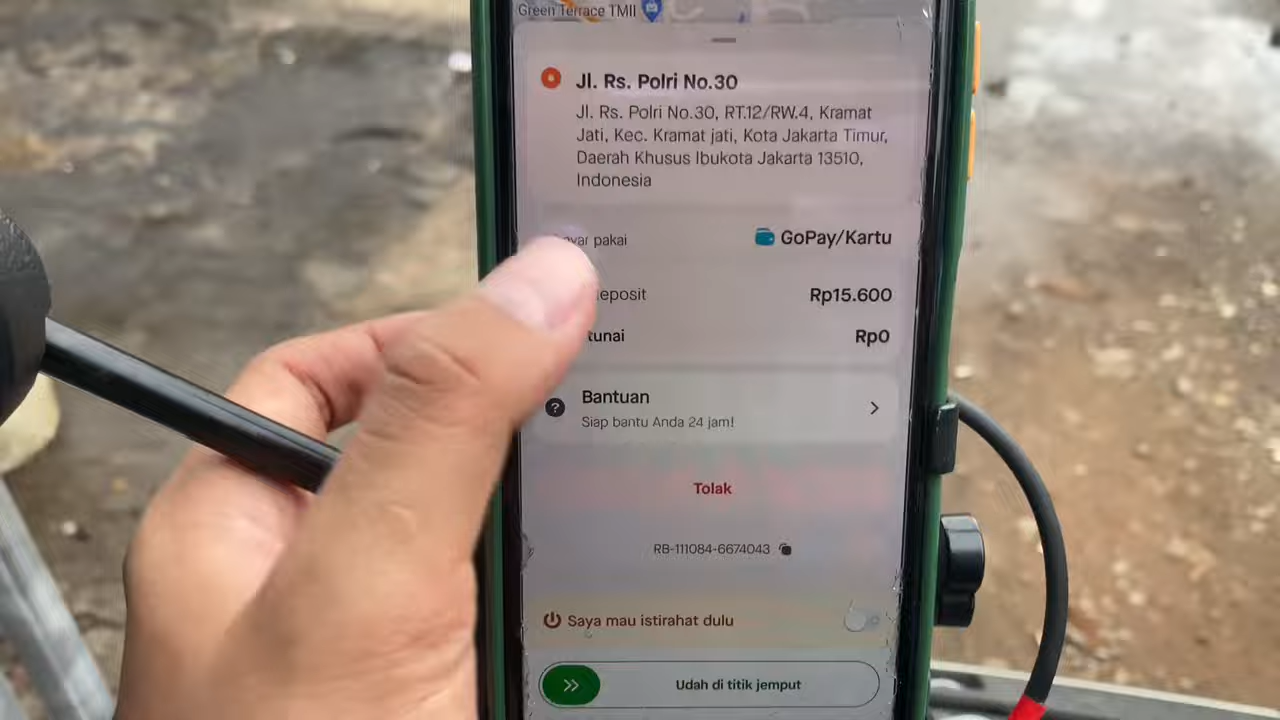 Green Terrace TMII
Jl. Rs. Polri No.30
Jl. Rs. Polri No.30, RT.12/RW.4, Kramat
Jati, Kec. Kramat jati, Kota Jakarta Timur,
Daerah Khusus Ibukota Jakarta 13510,
Indonesia
pakai GoPay/Kartu
Rp15.600
Rp0
? Bantuan
Siap bantu Anda 24 jam!
Tolak
RB-111084-6674043
Saya mau istirahat dulu
Udah di titik jemput